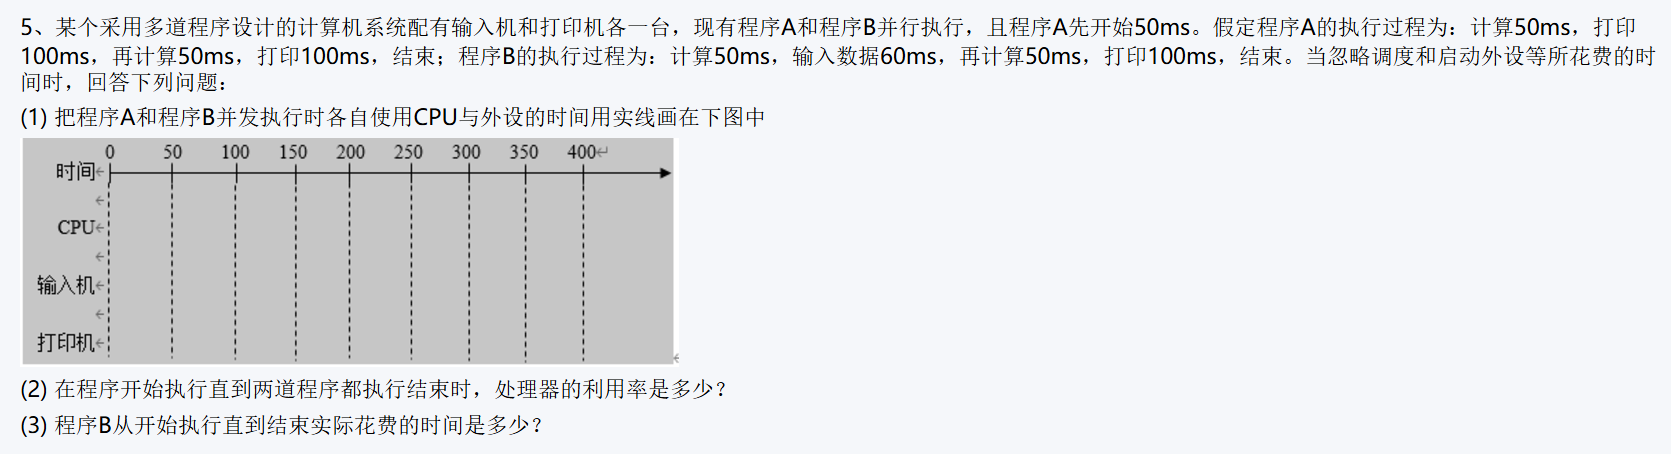 5、某个采用多道程序设计的计算机系统配有输入机和打印机各一台，现有程序A和程序B并行执行，且程序A先开始50ms。假定程序A的执行过程为：计算50ms，打印
100ms，再计算50ms，打印100ms，结束；程序B的执行过程为：计算50ms，输入数据60ms，再计算50ms，打印100ms，结束。当忽略调度和启动外设等所花费的时
间时，回答下列问题：
(1) 把程序A和程序B并发执行时各自使用CPU与外设的时间用实线画在下图中
0 50 100 150 200 250 300 350 400↵
时间←
←
CPU←
←
输入机←
←
打印机←
←
(2) 在程序开始执行直到两道程序都执行结束时，处理器的利用率是多少？
(3) 程序B从开始执行直到结束实际花费的时间是多少？